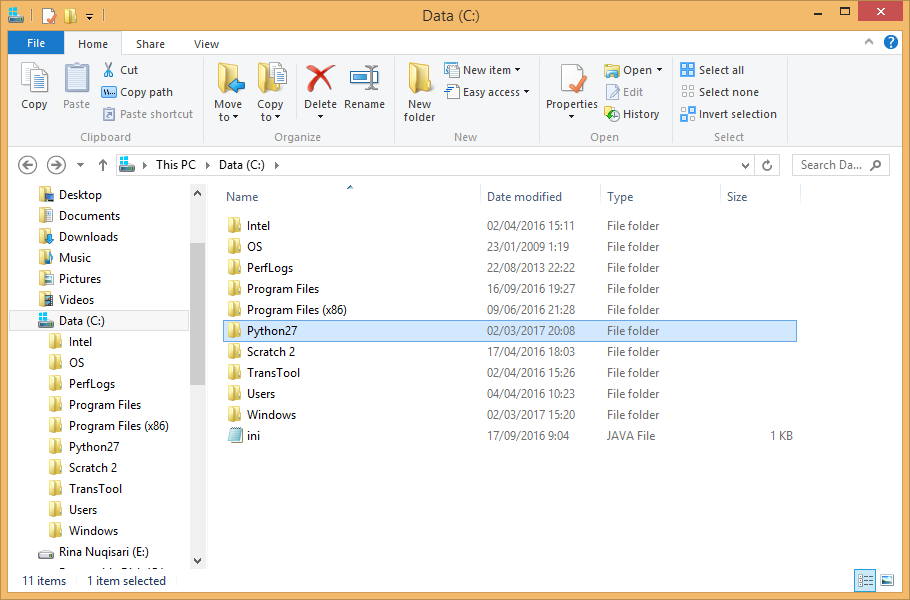 Data (C:)
File Home Share View
Copy
Paste
Cut
Copy path
Paste shortcut
Clipboard
Move to
Copy to
Delete
Rename
Organize
New folder
New item
Easy access
New
Properties
Open
Edit
History
Open
Select all
Select none
Invert selection
Select
This PC Data (C:)
Search Da...
Desktop
Documents
Downloads
Music
Pictures
Videos
Data (C:)
Intel
OS
PerfLogs
Program Files
Program Files (x86)
Python27
Scratch 2
TransTool
Users
Windows
Rina Nuqisari (E:)
Name Date modified Type Size
Intel 02/04/2016 15:11 File folder
OS 23/01/2009 1:19 File folder
PerfLogs 22/08/2013 22:22 File folder
Program Files 16/09/2016 19:27 File folder
Program Files (x86) 09/06/2016 21:28 File folder
Python27 02/03/2017 20:08 File folder
Scratch 2 17/04/2016 18:03 File folder
TransTool 02/04/2016 15:26 File folder
Users 04/04/2016 10:23 File folder
Windows 02/03/2017 15:20 File folder
ini 17/09/2016 9:04 JAVA File 1 KB
11 items 1 item selected